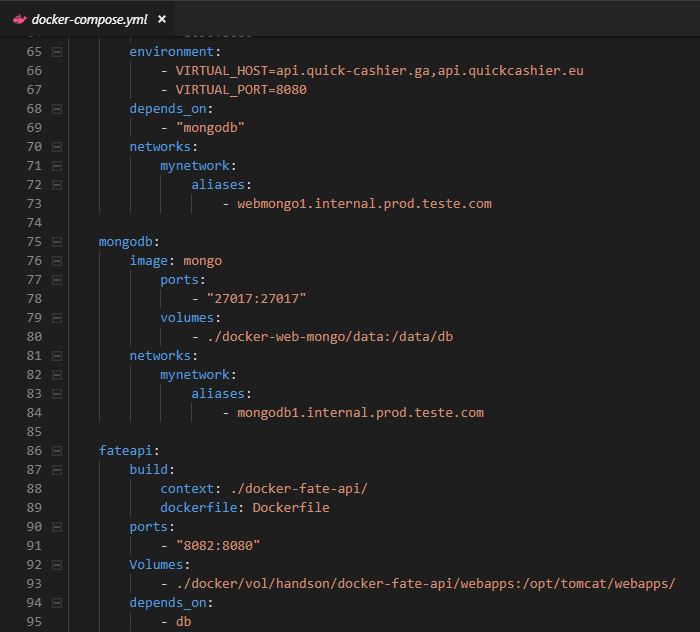 docker-compose.yml ×
65 environment:
66 - VIRTUAL_HOST=api.quick-cashier.ga,api.quickcashier.eu
67 - VIRTUAL_PORT=8080
68 depends_on:
69 - "mongodb"
70 networks:
71 mynetwork:
72 aliases:
73 - webmongo1.internal.prod.teste.com
74
75 mongodb:
76 image: mongo
77 ports:
78 - "27017:27017"
79 volumes:
80 - ./docker-web-mongo/data:/data/db
81 networks:
82 mynetwork:
83 aliases:
84 - mongodb1.internal.prod.teste.com
85
86 fateapi:
87 build:
88 context: ./docker-fate-api/
89 dockerfile: Dockerfile
90 ports:
91 - "8082:8080"
92 Volumes:
93 - ./docker/vol/handson/docker-fate-api/webapps:/opt/tomcat/webapps/
94 depends_on:
95 - db